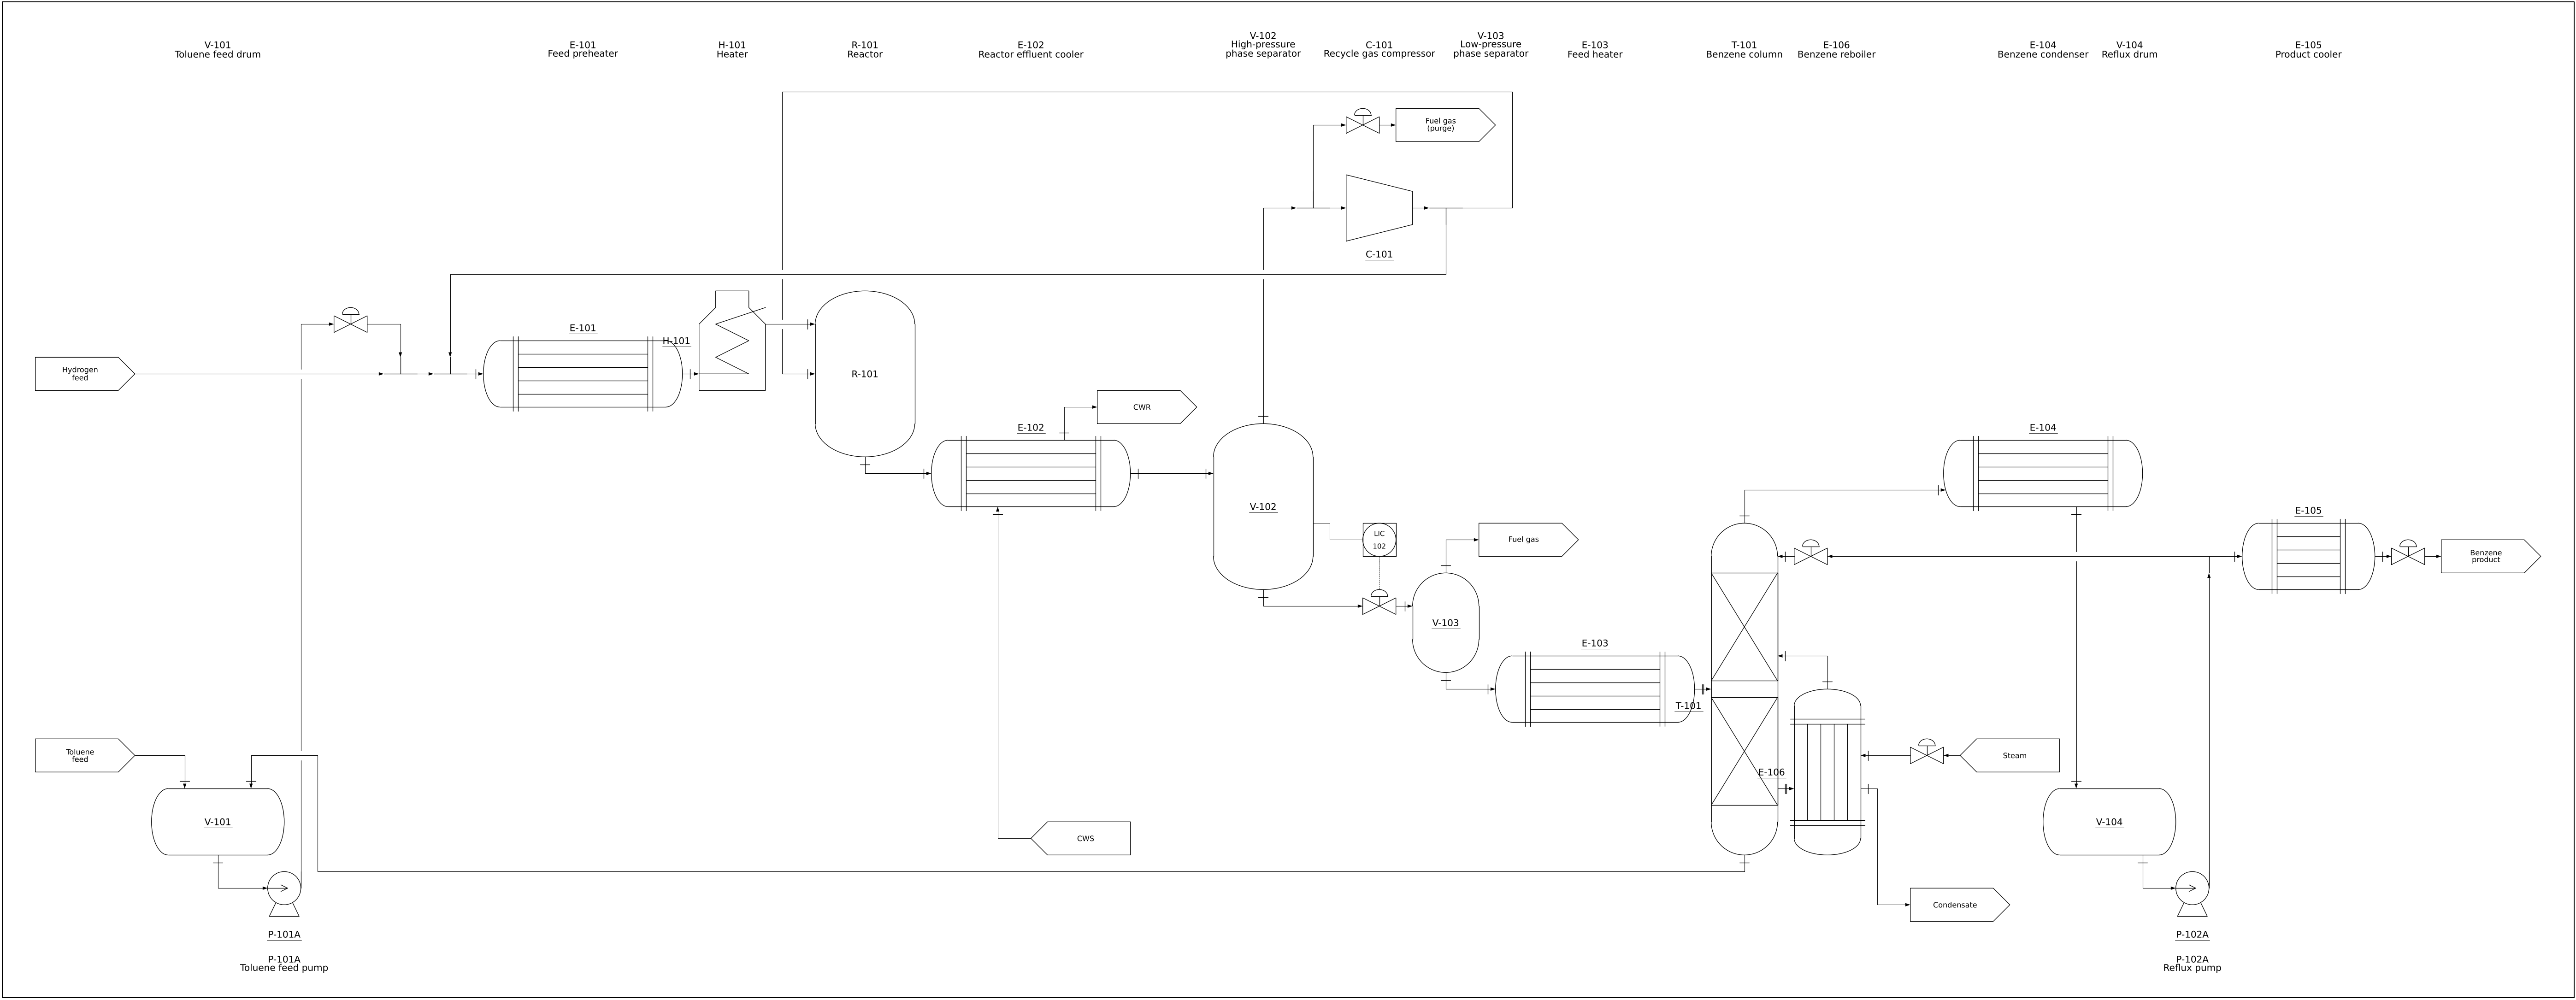 V-101
Toluene feed drum
E-101
Feed preheater
H-101
Heater
R-101
Reactor
E-102
Reactor effluent cooler
V-102
High-pressure
phase separator
C-101
Recycle gas compressor
V-103
Low-pressure
phase separator
E-103
Feed heater
T-101
Benzene column
E-106
Benzene reboiler
E-104
Benzene condenser
V-104
Reflux drum
E-105
Product cooler
Fuel gas
(purge)
C-101
E-101
H-101
Hydrogen
feed
R-101
CWR
E-102
E-104
V-102
E-105
LIC
102
Fuel gas
Benzene
product
V-103
E-103
T-101
Toluene
feed
Steam
E-106
V-101
CWS
V-104
Condensate
P-101A
P-102A
P-101A
Toluene feed pump
P-102A
Reflux pump